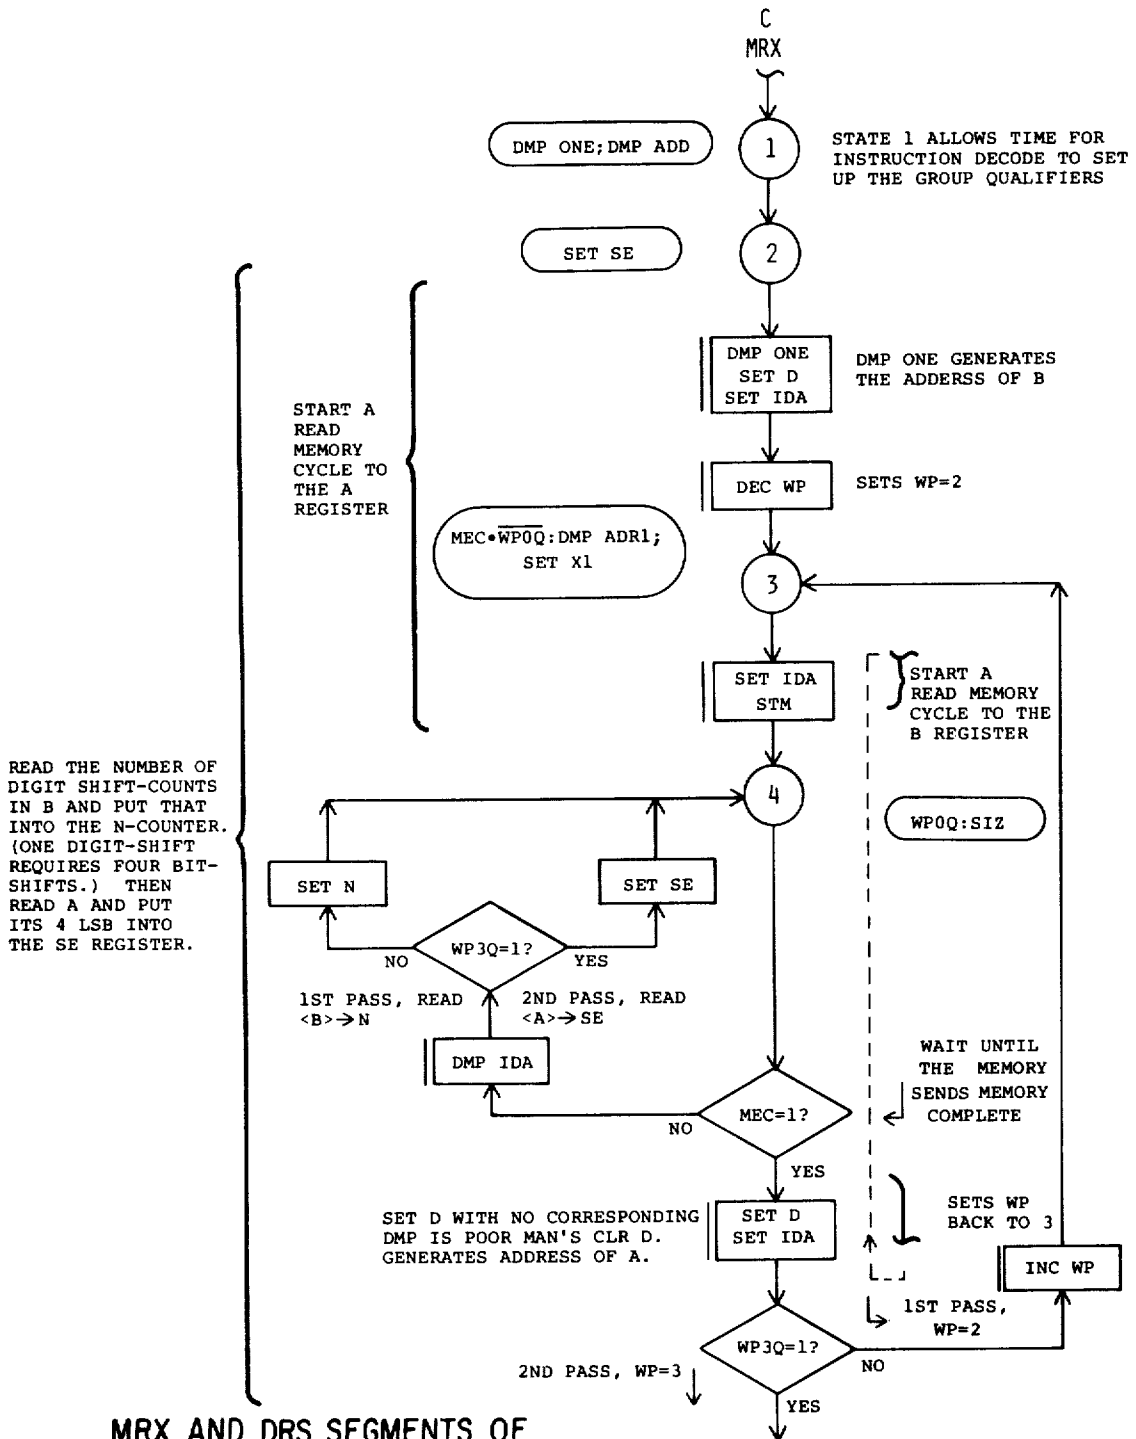 C
MRX
DMP ONE;DMP ADD
1
STATE 1 ALLOWS TIME FOR
INSTRUCTION DECODE TO SET
UP THE GROUP QUALIFIERS
SET SE
2
DMP ONE
SET D
SET IDA
DMP ONE GENERATES
THE ADDERSS OF B
START A
READ
MEMORY
CYCLE TO
THE A
REGISTER
DEC WP
SETS WP=2
MEC•W̅P̅0̅Q̅:DMP ADR1;
SET X1
3
SET IDA
STM
START A
READ MEMORY
CYCLE TO THE
B REGISTER
READ THE NUMBER OF
DIGIT SHIFT-COUNTS
IN B AND PUT THAT
INTO THE N-COUNTER.
(ONE DIGIT-SHIFT
REQUIRES FOUR BIT-
SHIFTS.) THEN
READ A AND PUT
ITS 4 LSB INTO
THE SE REGISTER.
4
WP0Q:SIZ
SET N
SET SE
WP3Q=1?
NO
YES
1ST PASS, READ
<B>→N
2ND PASS, READ
<A>→SE
DMP IDA
WAIT UNTIL
THE MEMORY
SENDS MEMORY
COMPLETE
MEC=1?
NO
YES
SET D WITH NO CORRESPONDING
DMP IS POOR MAN'S CLR D.
GENERATES ADDRESS OF A.
SET D
SET IDA
SETS WP
BACK TO 3
INC WP
1ST PASS,
WP=2
WP3Q=1?
NO
2ND PASS, WP=3
YES
MRX AND DRS SEGMENTS OF